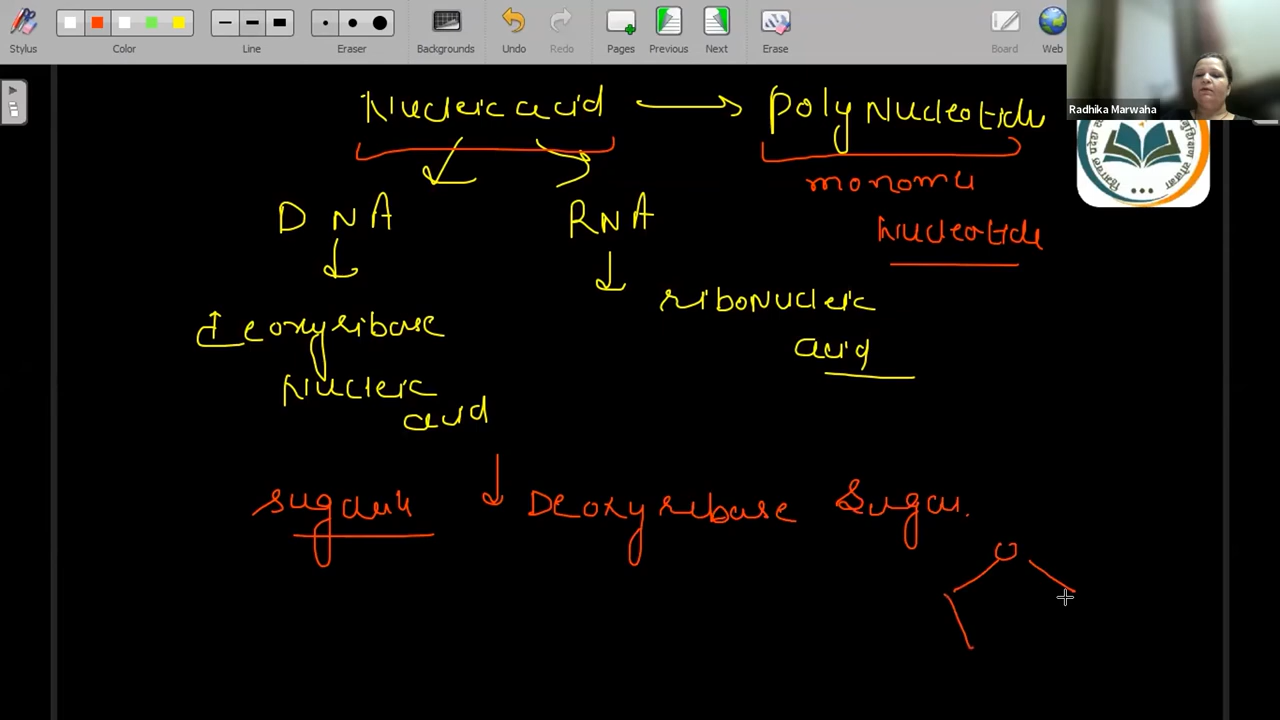 Stylus
Color
Line
Eraser
Backgrounds
Undo
Redo
Pages
Previous
Next
Erase
Board
Web
Radhika Marwaha
Nucleic acid → Poly Nucleotide
monomer
Nucleotide
DNA RNA
deoxyribose
Nucleic
acid
ribonucleic
acid
sugar
↓ Deoxyribose Sugar.
O